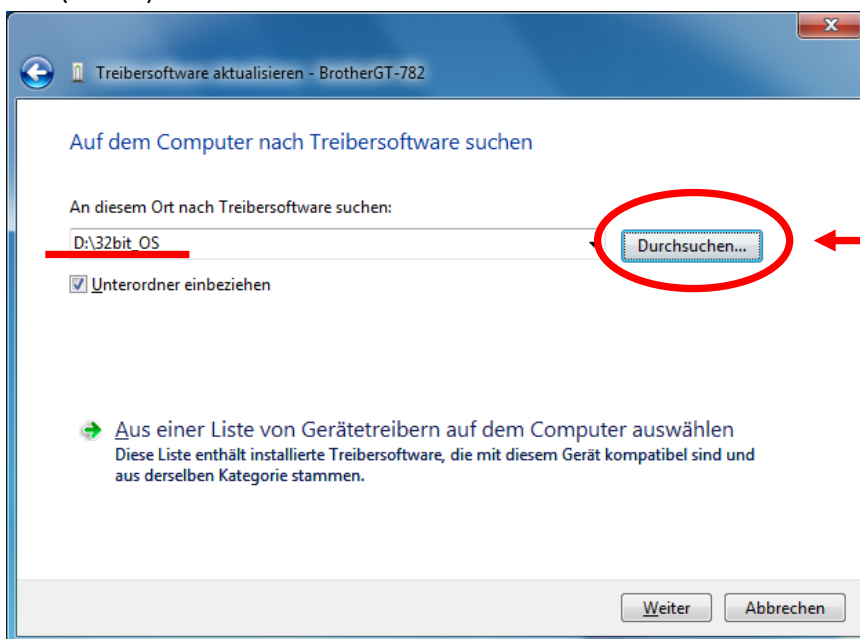 Treibersoftware aktualisieren - BrotherGT-782
Auf dem Computer nach Treibersoftware suchen
An diesem Ort nach Treibersoftware suchen:
D:\32bit_OS
Durchsuchen...
Unterordner einbeziehen
Aus einer Liste von Gerätetreibern auf dem Computer auswählen
Diese Liste enthält installierte Treibersoftware, die mit diesem Gerät kompatibel sind und
aus derselben Kategorie stammen.
Weiter
Abbrechen